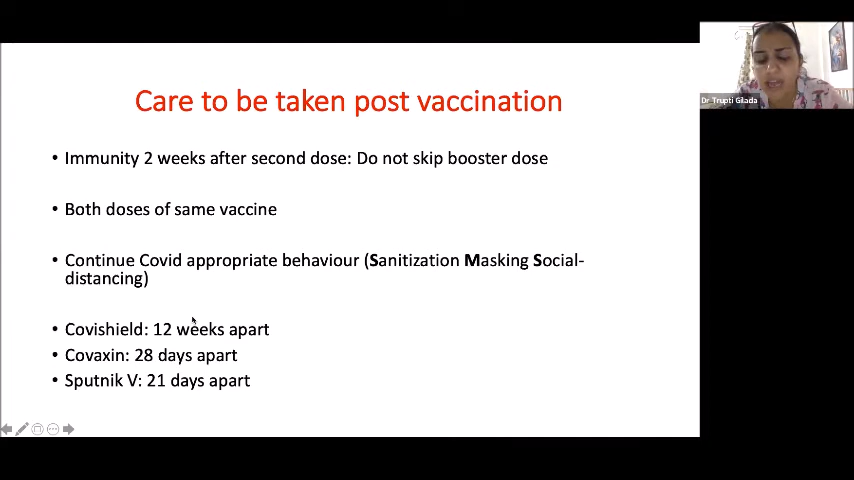 Care to be taken post vaccination
Dr Trupti Gilada
• Immunity 2 weeks after second dose: Do not skip booster dose
• Both doses of same vaccine
• Continue Covid appropriate behaviour (Sanitization Masking Social-
distancing)
• Covishield: 12 weeks apart
• Covaxin: 28 days apart
• Sputnik V: 21 days apart